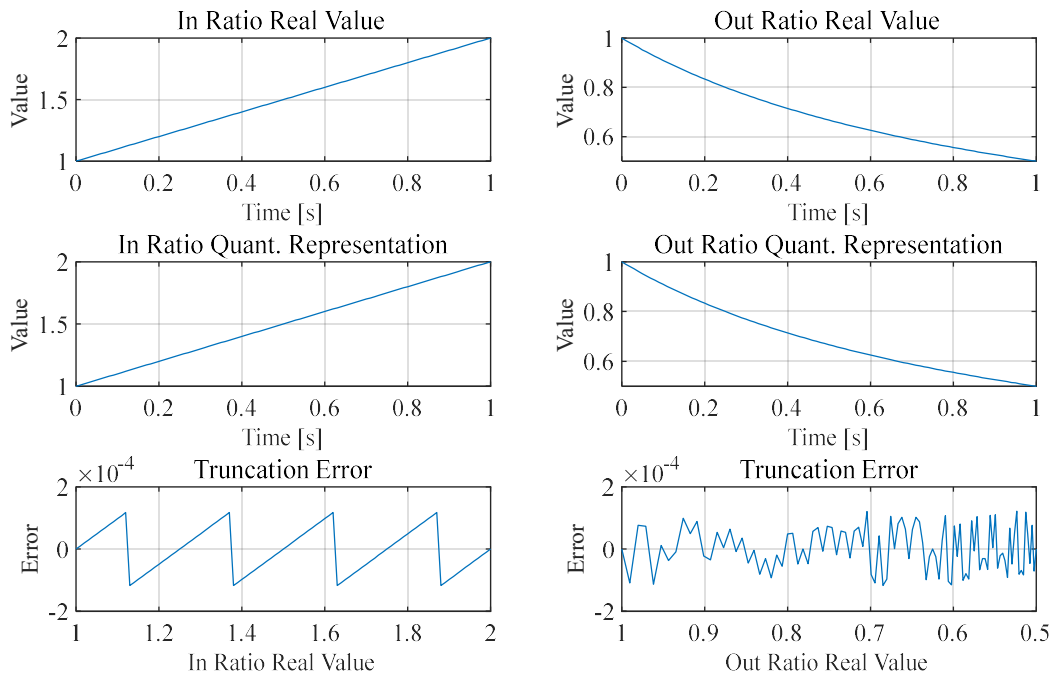 In Ratio Real Value
Value
2
1.5
1
0 0.2 0.4 0.6 0.8 1
Time [s]
Out Ratio Real Value
Value
1
0.8
0.6
0 0.2 0.4 0.6 0.8 1
Time [s]
In Ratio Quant. Representation
Value
2
1.5
1
0 0.2 0.4 0.6 0.8 1
Time [s]
Out Ratio Quant. Representation
Value
1
0.8
0.6
0 0.2 0.4 0.6 0.8 1
Time [s]
Truncation Error
×10⁻⁴
Error
2
0
-2
1 1.2 1.4 1.6 1.8 2
In Ratio Real Value
Truncation Error
×10⁻⁴
Error
2
0
-2
1 0.9 0.8 0.7 0.6 0.5
Out Ratio Real Value